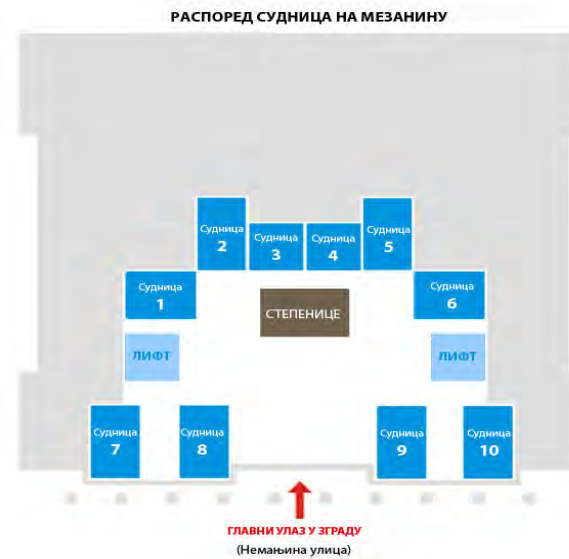 РАСПОРЕД СУДНИЦА НА МЕЗАНИНУ
Судница
2
Судница
3
Судница
4
Судница
5
Судница
1
СТЕПЕНИЦЕ
Судница
6
ЛИФТ
ЛИФТ
Судница
7
Судница
8
Судница
9
Судница
10
ГЛАВНИ УЛАЗ У ЗГРАДУ
(Немањина улица)